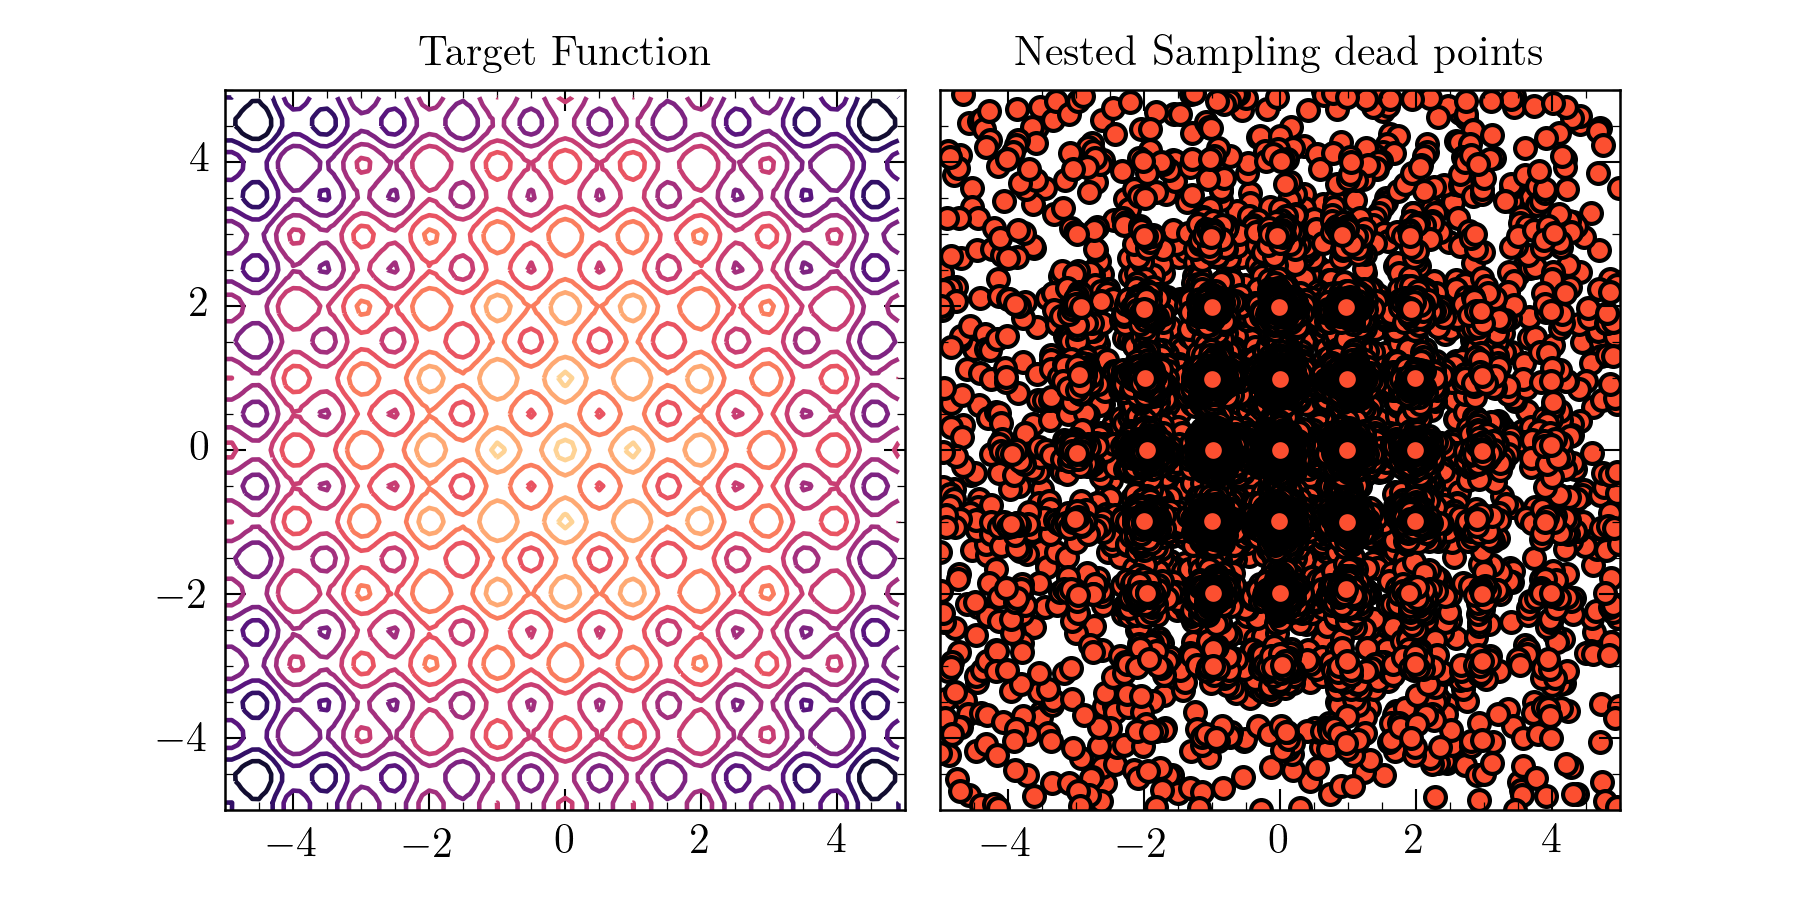 Target Function
Nested Sampling dead points
4
2
0
−2
−4
−4 −2 0 2 4
−4 −2 0 2 4